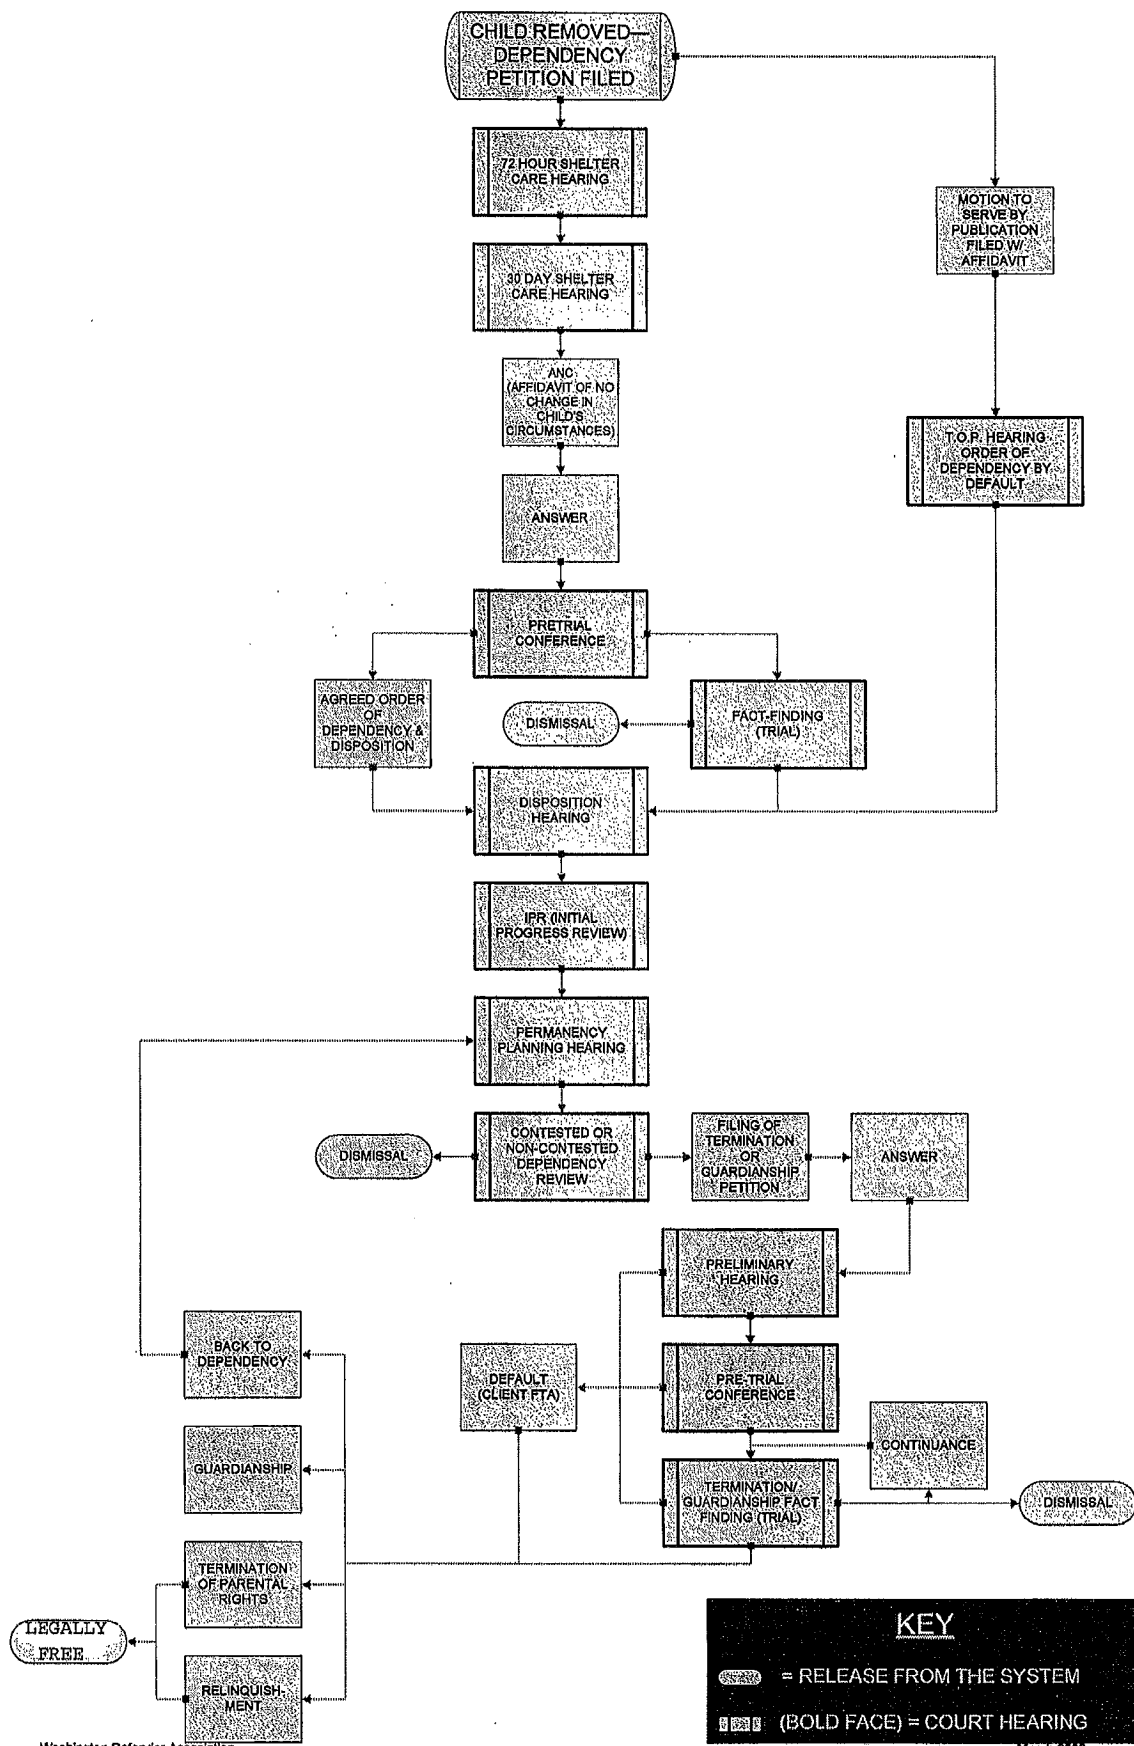 CHILD REMOVED—
DEPENDENCY
PETITION FILED
72 HOUR SHELTER
CARE HEARING
MOTION TO
SERVE BY
PUBLICATION
FILED W/
AFFIDAVIT
30 DAY SHELTER
CARE HEARING
ANC
(AFFIDAVIT OF NO
CHANGE IN
CHILD'S
CIRCUMSTANCES)
T.O.P. HEARING
ORDER OF
DEPENDENCY BY
DEFAULT
ANSWER
PRETRIAL
CONFERENCE
AGREED ORDER
OF
DEPENDENCY &
DISPOSITION
DISMISSAL
FACT-FINDING
(TRIAL)
DISPOSITION
HEARING
IPR (INITIAL
PROGRESS REVIEW)
PERMANENCY
PLANNING HEARING
DISMISSAL
CONTESTED OR
NON-CONTESTED
DEPENDENCY
REVIEW
FILING OF
TERMINATION
OR
GUARDIANSHIP
PETITION
ANSWER
PRELIMINARY
HEARING
BACK TO
DEPENDENCY
DEFAULT
(CLIENT FTA)
PRE-TRIAL
CONFERENCE
CONTINUANCE
GUARDIANSHIP
TERMINATION/
GUARDIANSHIP FACT
FINDING (TRIAL)
DISMISSAL
TERMINATION
OF PARENTAL
RIGHTS
LEGALLY
FREE
RELINQUISH-
MENT
KEY
= RELEASE FROM THE SYSTEM
(BOLD FACE) = COURT HEARING
Washington Defender Association